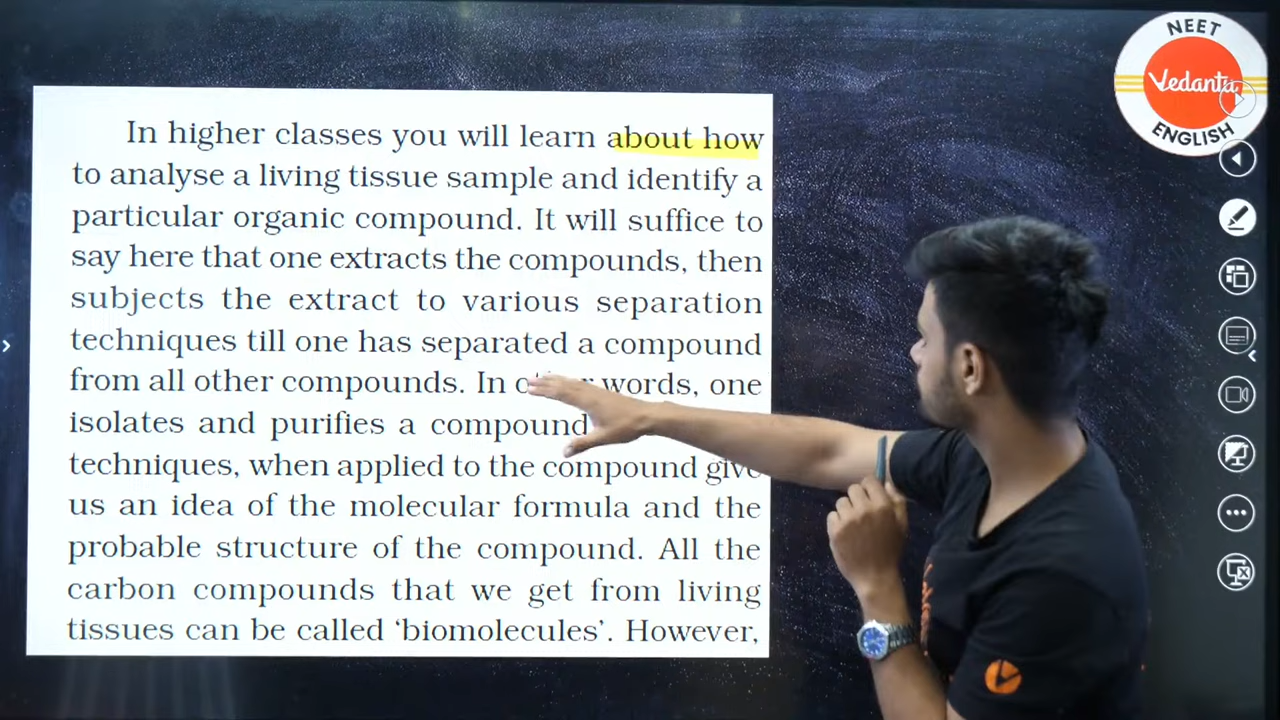 In higher classes you will learn about how
to analyse a living tissue sample and identify a
particular organic compound. It will suffice to
say here that one extracts the compounds, then
subjects the extract to various separation
techniques till one has separated a compound
from all other compounds. In words, one
isolates and purifies a compound
techniques, when applied to the compound give
us an idea of the molecular formula and the
probable structure of the compound. All the
carbon compounds that we get from living
tissues can be called ‘biomolecules’. However,
NEET
Vedantu
ENGLISH